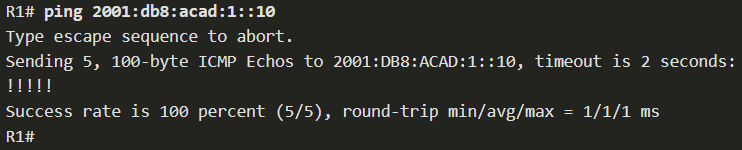 R1# ping 2001:db8:acad:1::10
Type escape sequence to abort.
Sending 5, 100-byte ICMP Echos to 2001:DB8:ACAD:1::10, timeout is 2 seconds:
!!!!!
Success rate is 100 percent (5/5), round-trip min/avg/max = 1/1/1 ms
R1#